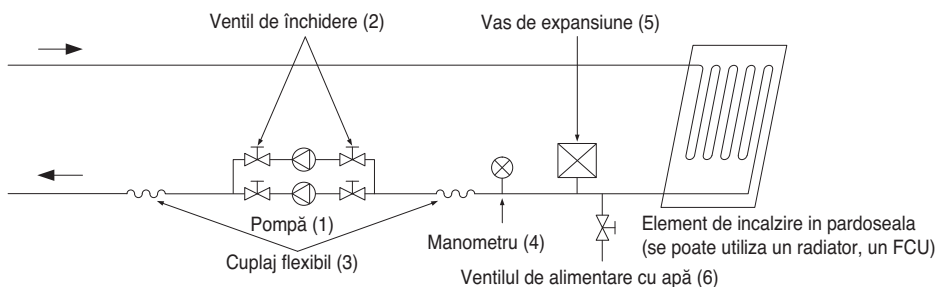 Ventil de închidere (2)
Vas de expansiune (5)
Pompă (1)
Manometru (4)
Cuplaj flexibil (3)
Ventilul de alimentare cu apă (6)
Element de incalzire in pardoseala
(se poate utiliza un radiator, un FCU)